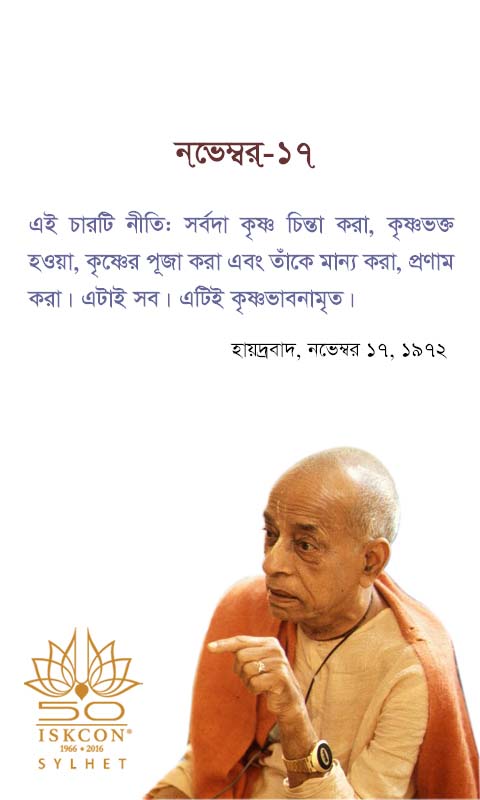 নভেম্বর-১৭
এই চারটি নীতিঃ সর্বদা কৃষ্ণ চিন্তা করা, কৃষ্ণভক্ত
হওয়া, কৃষ্ণের পূজা করা এবং তাঁকে মান্য করা, প্রণাম
করা। এটাই সব। এটিই কৃষ্ণভাবনামৃত।
হায়দ্রবাদ, নভেম্বর ১৭, ১৯৭২
50
ISKCON®
1966 • 2016
SYLHET